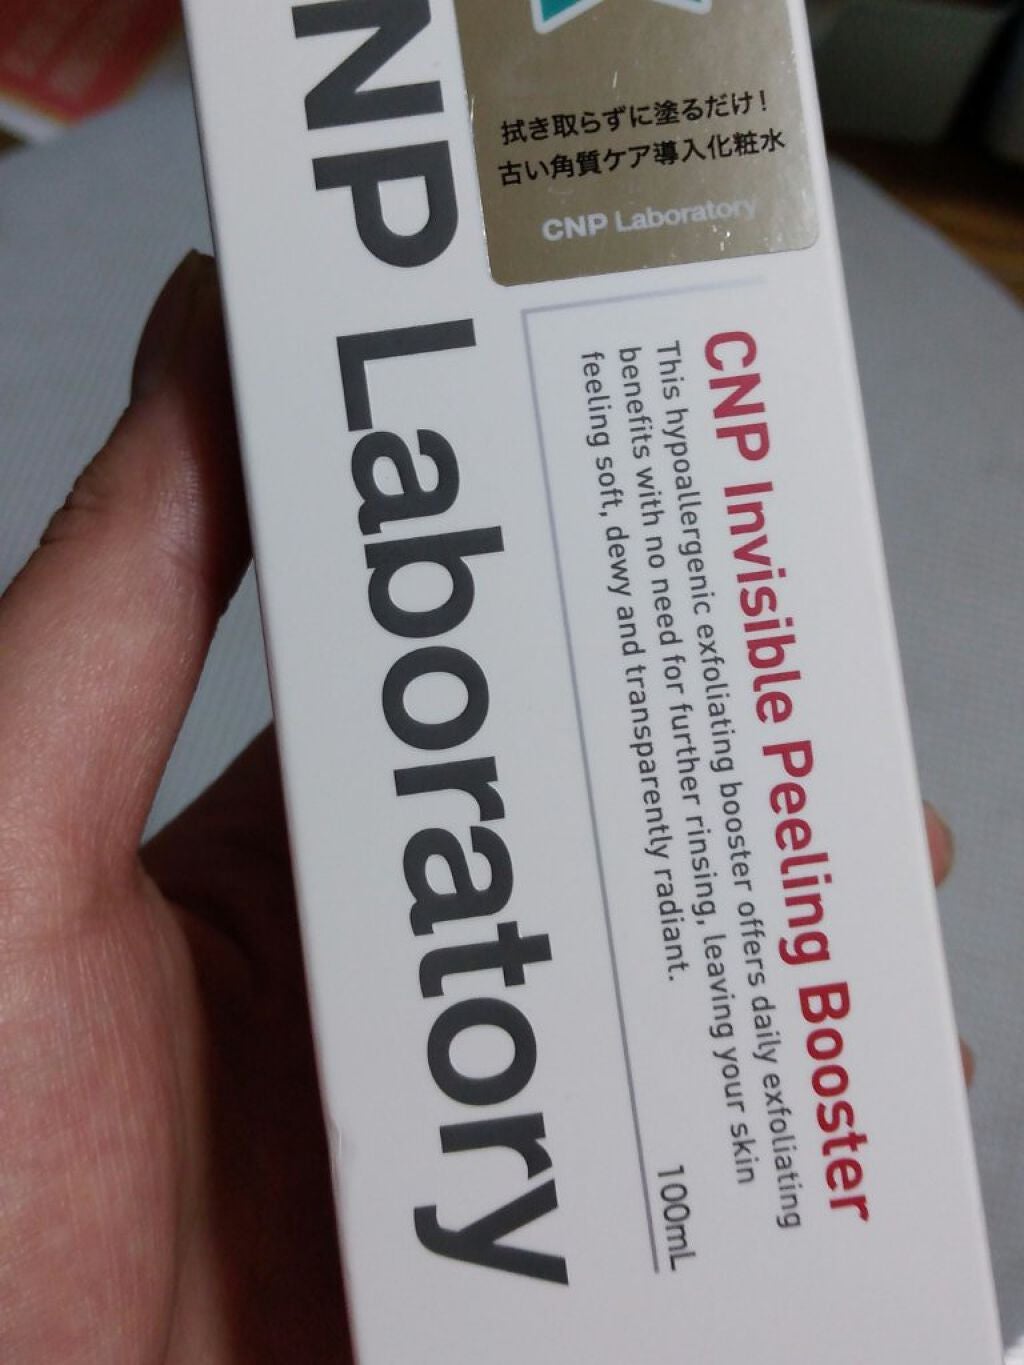 拭き取らずに塗るだけ！
古い角質ケア導入化粧水
CNP Laboratory
NP Laboratory
CNP Invisible Peeling Booster
This hypoallergenic exfoliating booster offers daily exfoliating
benefits with no need for further rinsing, leaving your skin
feeling soft, dewy and transparently radiant.
100mL